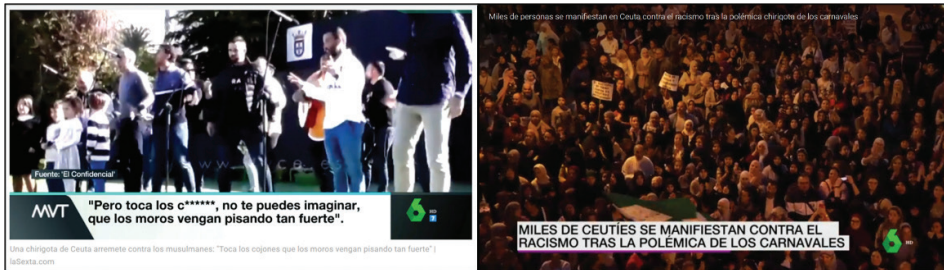 Fuente: 'El Confidencial'
MVT
"Pero toca los c******, no te puedes imaginar,
que los moros vengan pisando tan fuerte".
6
HD
7
Una chirigota de Ceuta arremete contra los musulmanes: "Toca los cojones que los moros vengan pisando tan fuerte" |
laSexta.com
Miles de personas se manifiestan en Ceuta contra el racismo tras la polémica chirigota de los carnavales
MILES DE CEUTÍES SE MANIFIESTAN CONTRA EL
RACISMO TRAS LA POLÉMICA DE LOS CARNAVALES
6
HD